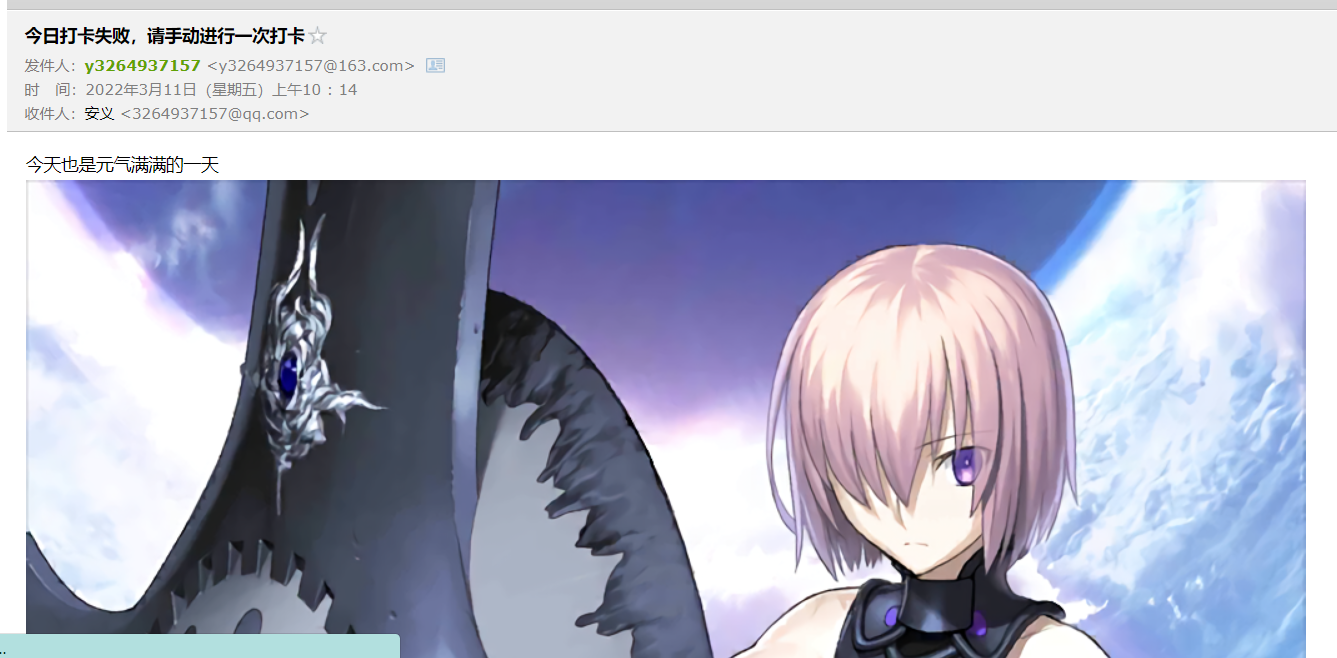 今日打卡失败，请手动进行一次打卡
发件人：y3264937157 <y3264937157@163.com>
时　间：2022年3月11日（星期五）上午10：14
收件人：安义 <3264937157@qq.com>
今天也是元气满满的一天
..